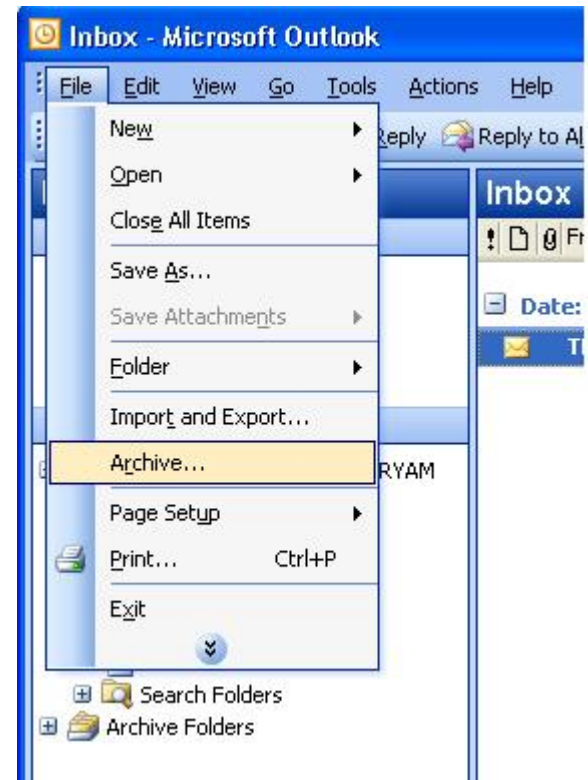 Inbox - Microsoft Outlook
File Edit View Go Tools Actions Help
Reply to
New
Open
Inbox
Close All Items
Save As...
Save Attachments
Date:
Folder
Import and Export...
Archive...
RYAM
Page Setup
Print... Ctrl+P
Exit
Search Folders
Archive Folders